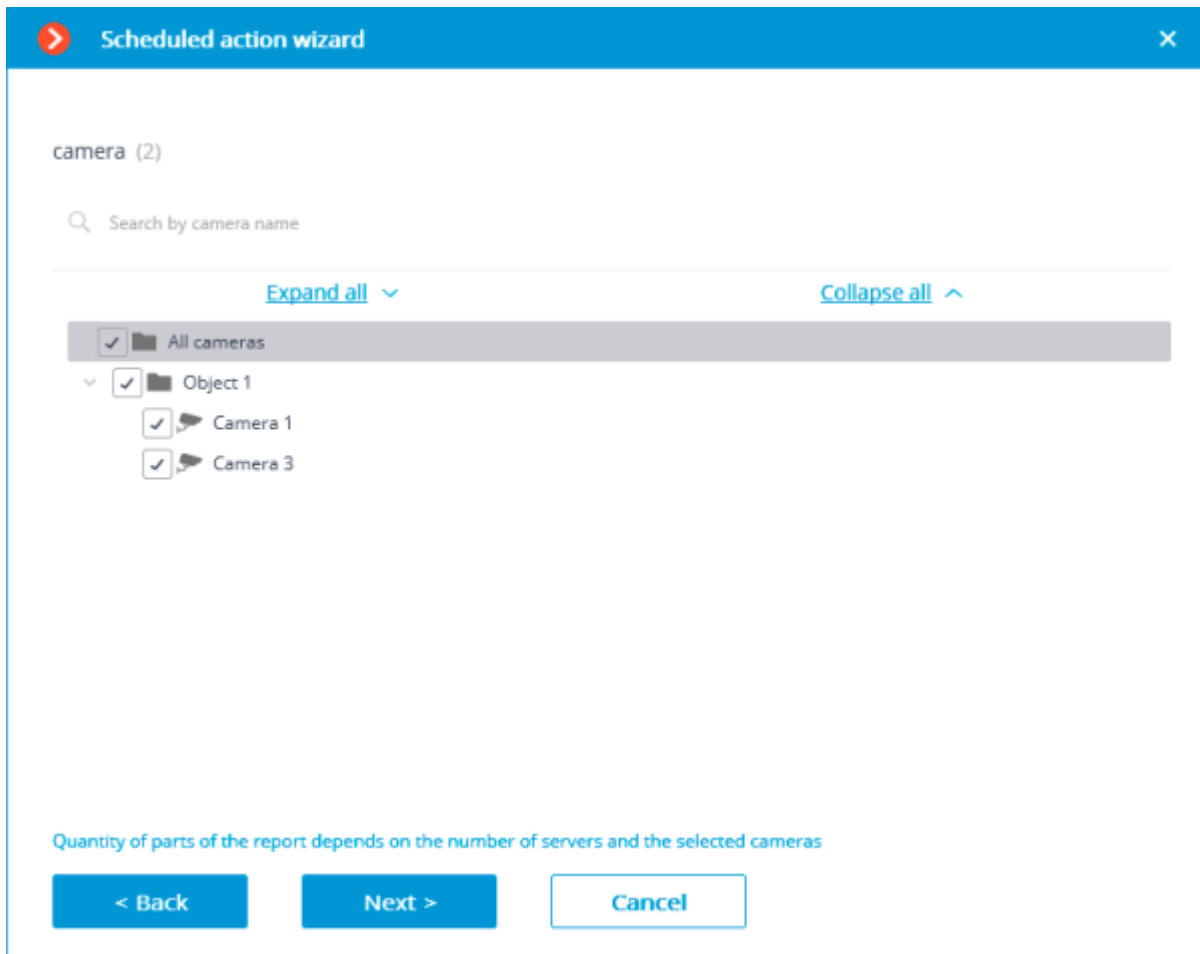 Scheduled action wizard
camera (2)
Search by camera name
Expand all Collapse all
All cameras
Object 1
Camera 1
Camera 3
Quantity of parts of the report depends on the number of servers and the selected cameras
< Back Next > Cancel